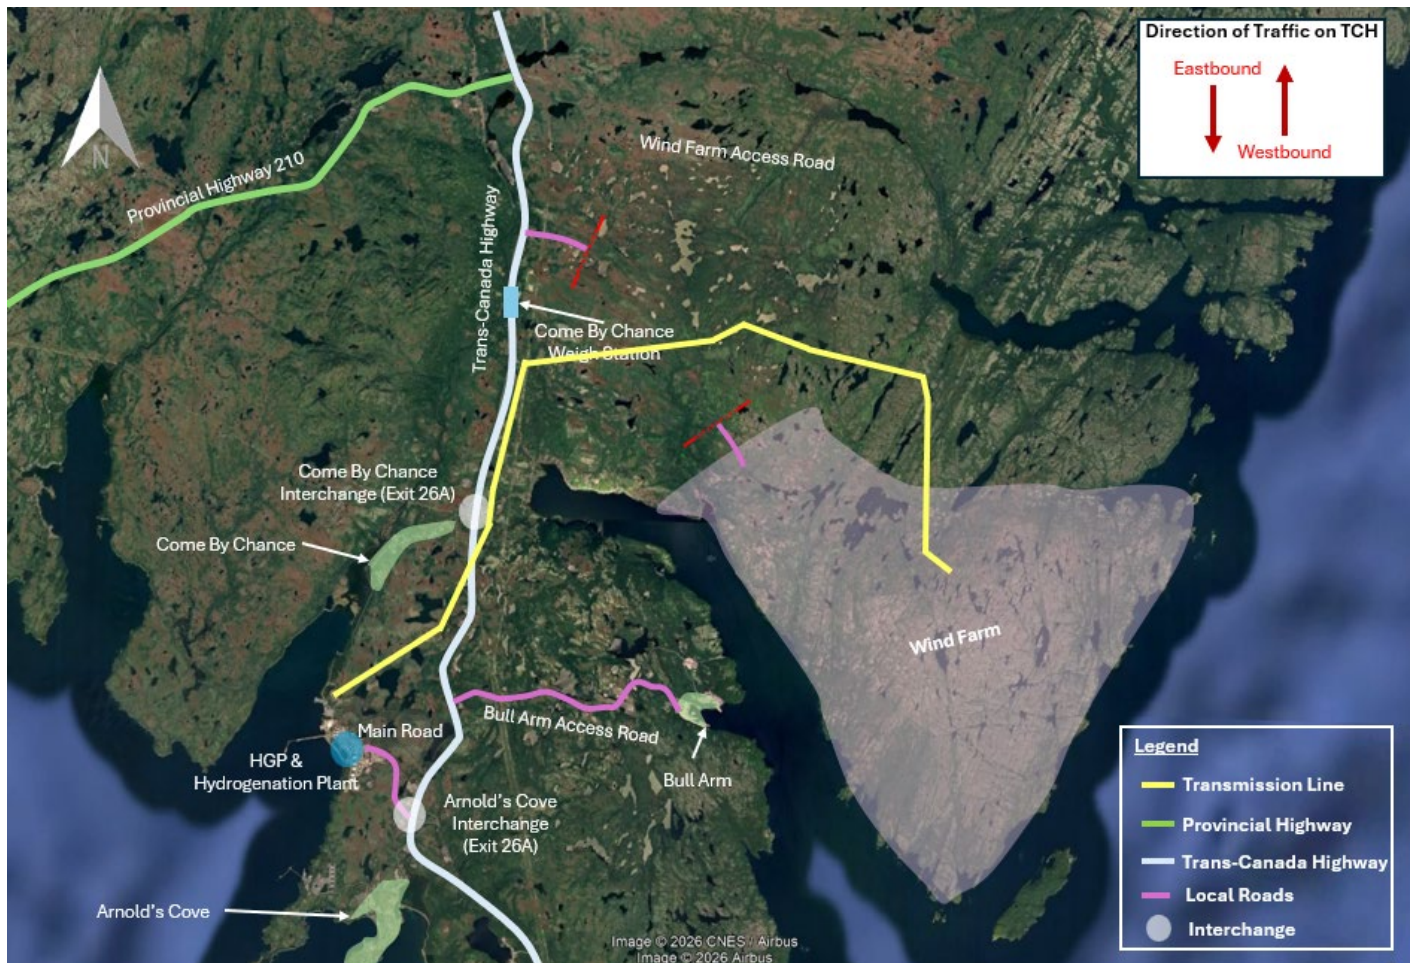 Direction of Traffic on TCH
Eastbound
Westbound
N
Provincial Highway 210
Wind Farm Access Road
Trans-Canada Highway
Come By Chance
Weigh Station
Come By Chance
Interchange (Exit 26A)
Come By Chance
Wind Farm
Bull Arm Access Road
Main Road
HGP &
Hydrogenation Plant
Bull Arm
Arnold's Cove
Interchange
(Exit 26A)
Arnold's Cove
Legend
Transmission Line
Provincial Highway
Trans-Canada Highway
Local Roads
Interchange
Image © 2026 CNES / Airbus
Image © 2026 Airbus